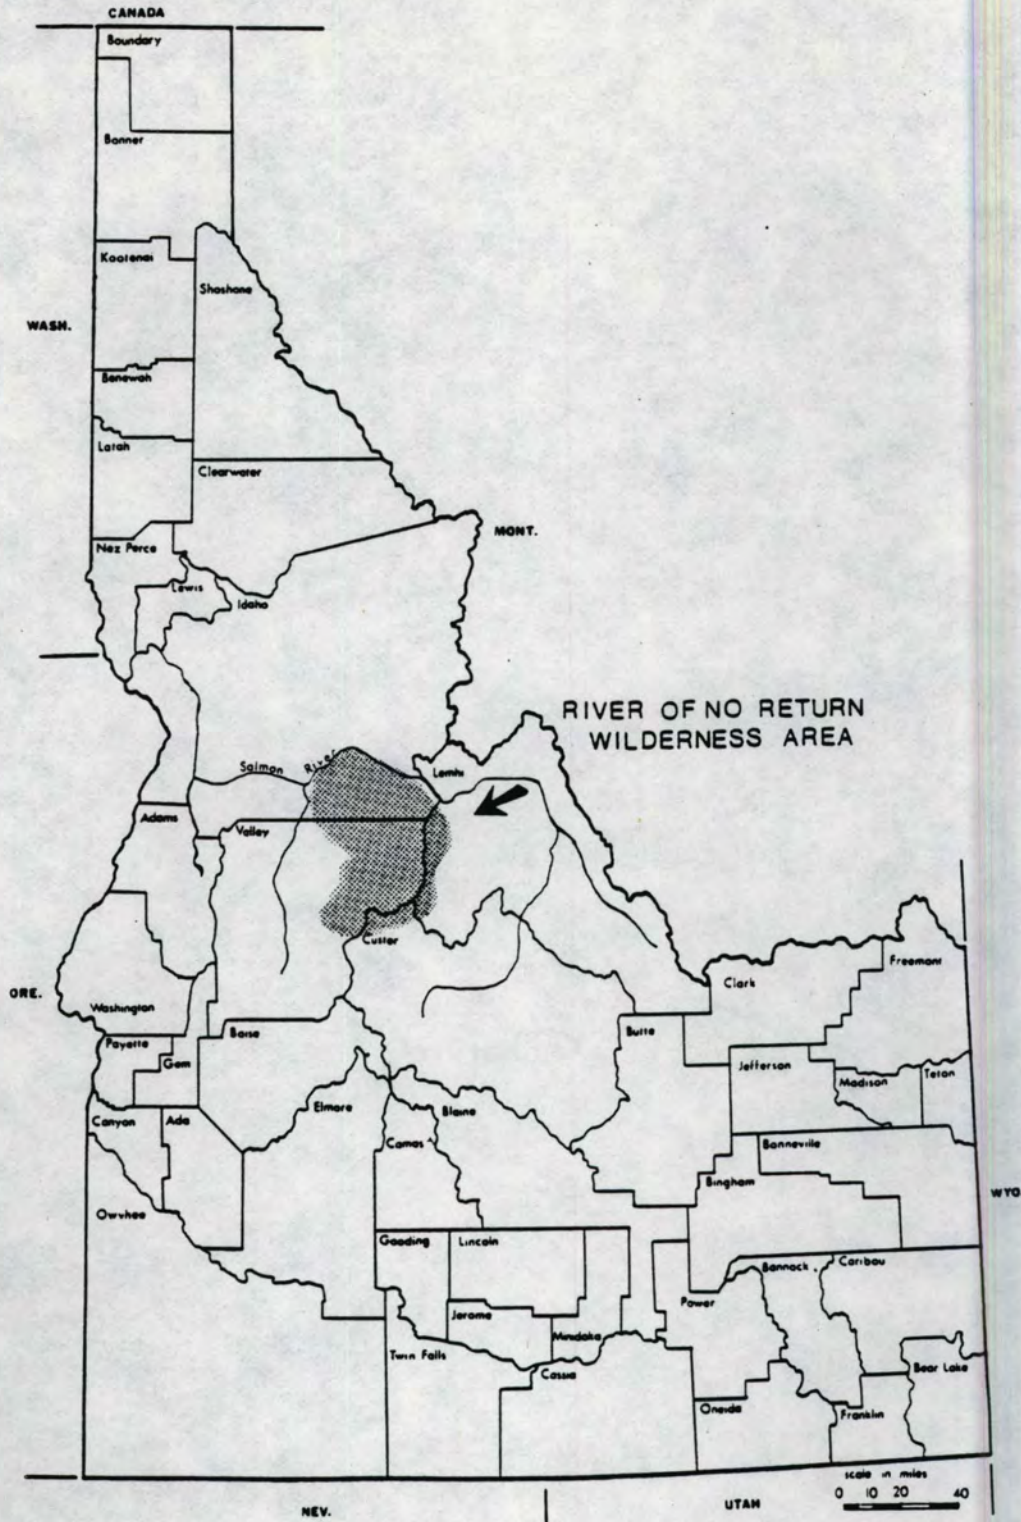 CANADA
Boundary
Bonner
Kootenai
Shoshone
WASH.
Benewah
Latah
Clearwater
MONT.
Nez Perce
Lewis
Idaho
RIVER OF NO RETURN
WILDERNESS AREA
Salmon River
Lemhi
Adams
Valley
Custer
Freemont
Clark
ORE.
Washington
Boise
Butte
Payette
Gem
Jefferson
Madison
Teton
Canyon
Ada
Elmore
Blaine
Camas
Bonneville
Bingham
WYO
Owyhee
Gooding
Lincoln
Bannock
Caribou
Power
Jerome
Minidoka
Twin Falls
Cassia
Bear Lake
Oneida
Franklin
scale in miles
0 10 20 40
NEV.
UTAH